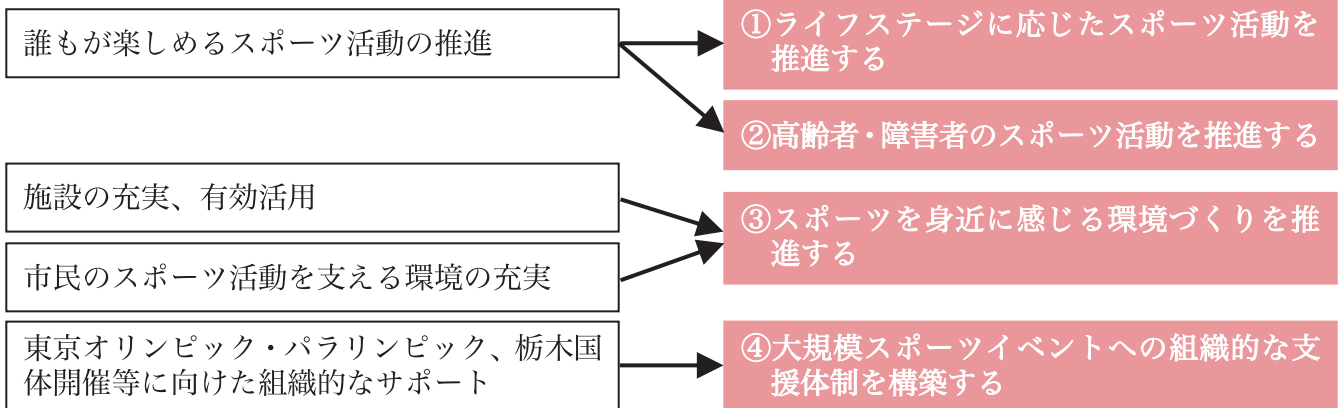 誰もが楽しめるスポーツ活動の推進
①ライフステージに応じたスポーツ活動を
推進する
②高齢者・障害者のスポーツ活動を推進する
施設の充実、有効活用
市民のスポーツ活動を支える環境の充実
③スポーツを身近に感じる環境づくりを推
進する
東京オリンピック・パラリンピック、栃木国
体開催等に向けた組織的なサポート
④大規模スポーツイベントへの組織的な支
援体制を構築する